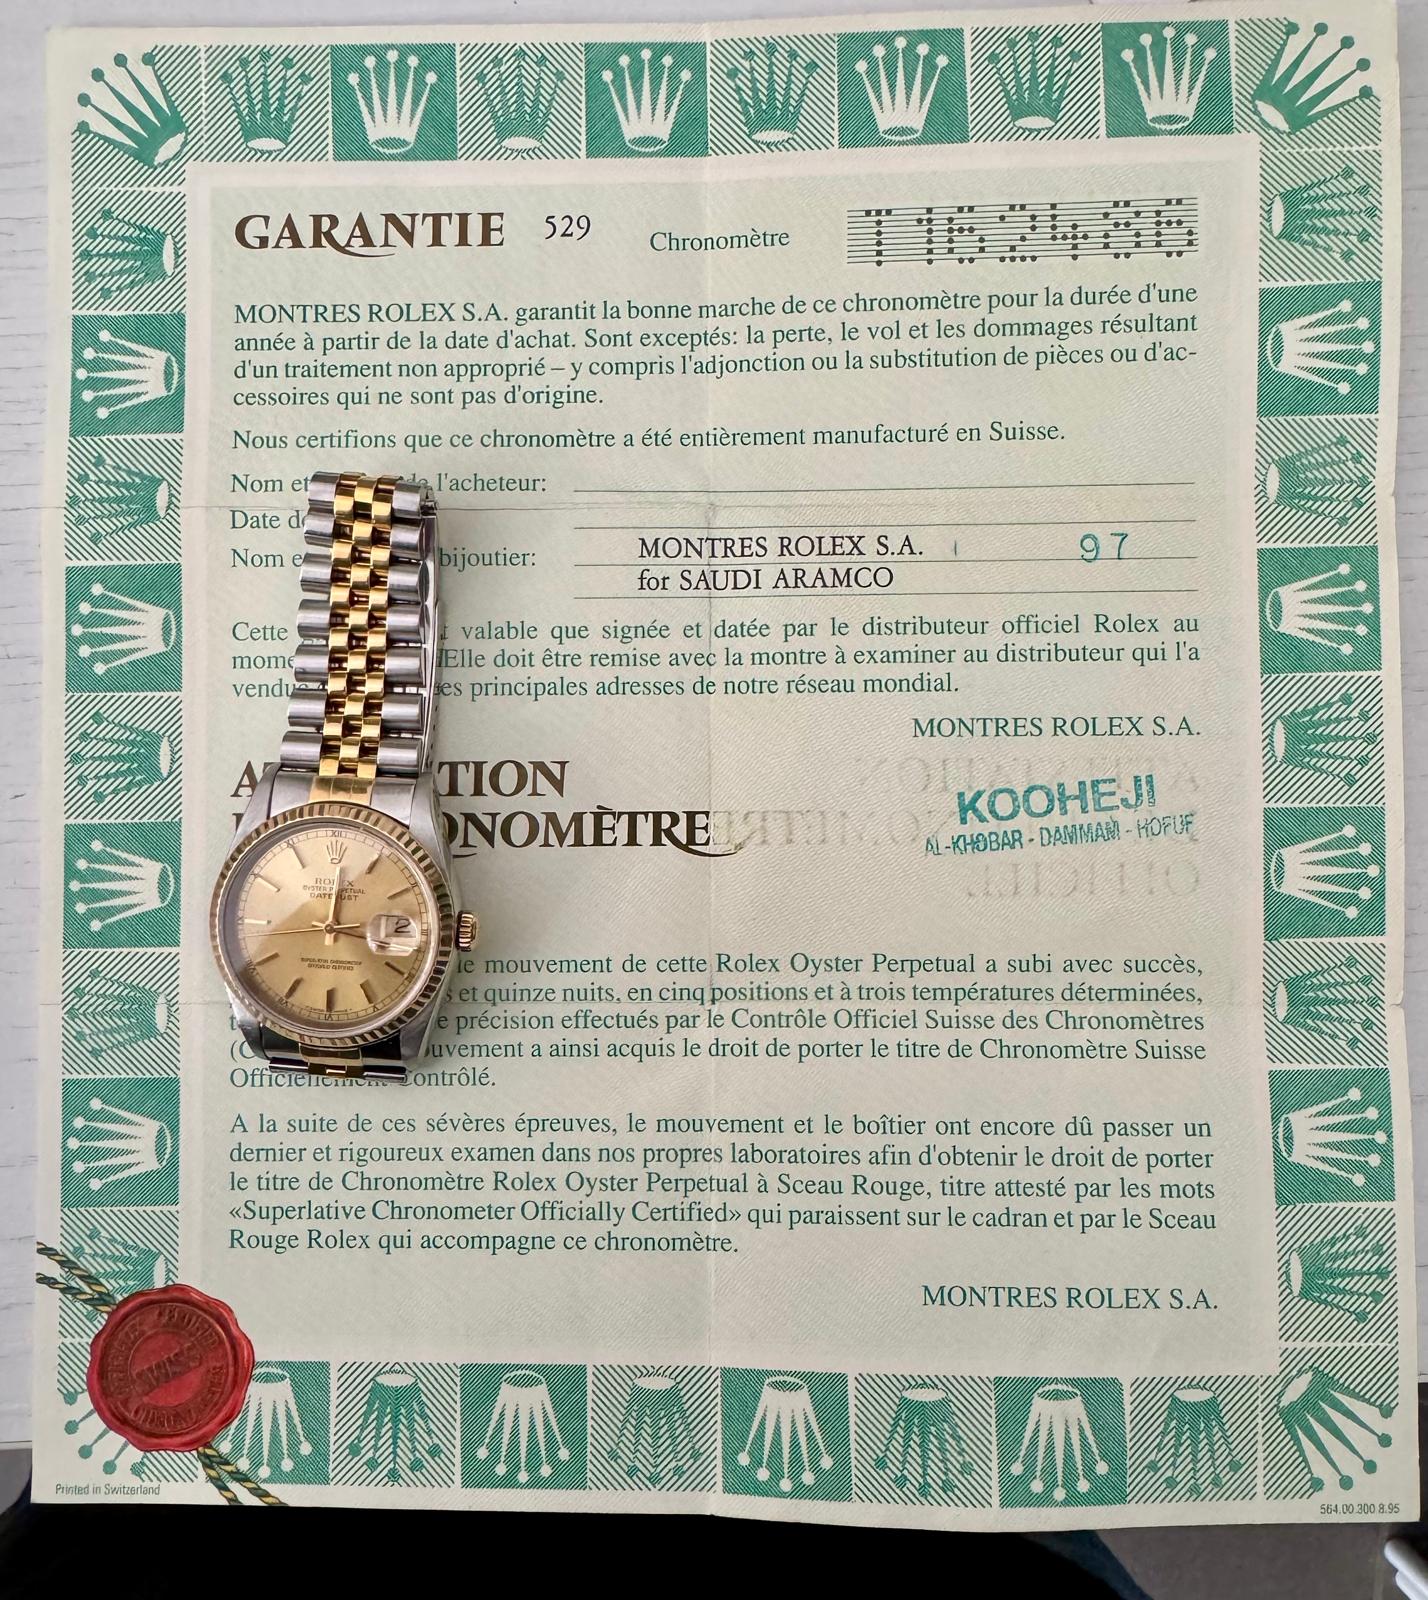 GARANTIE 529 Chronomètre T162486
MONTRES ROLEX S.A. garantit la bonne marche de ce chronomètre pour la durée d'une
année à partir de la date d'achat. Sont exceptés: la perte, le vol et les dommages résultant
d'un traitement non approprié – y compris l'adjonction ou la substitution de pièces ou d'ac-
cessoires qui ne sont pas d'origine.
Nous certifions que ce chronomètre a été entièrement manufacturé en Suisse.
Nom et de l'acheteur:
Date
Nom bijoutier:
MONTRES ROLEX S.A. 97
for SAUDI ARAMCO
Cette valable que signée et datée par le distributeur officiel Rolex au
Elle doit être remise avec la montre à examiner au distributeur qui l'a
principales adresses de notre réseau mondial.
MONTRES ROLEX S.A.
KOOHEJI
AL-KHOBAR - DAMMAM - HOFUF
ROLEX
OYSTER PERPETUAL
DATEJUST
2
SUPERLATIVE CHRONOMETER
OFFICIALLY CERTIFIED
le mouvement de cette Rolex Oyster Perpetual a subi avec succès,
et quinze nuits, en cinq positions et à trois températures déterminées,
précision effectués par le Contrôle Officiel Suisse des Chronomètres
mouvement a ainsi acquis le droit de porter le titre de Chronomètre Suisse
Officiellement Contrôlé.
A la suite de ces sévères épreuves, le mouvement et le boîtier ont encore dû passer un
dernier et rigoureux examen dans nos propres laboratoires afin d'obtenir le droit de porter
le titre de Chronomètre Rolex Oyster Perpetual à Sceau Rouge, titre attesté par les mots
«Superlative Chronometer Officially Certified» qui paraissent sur le cadran et par le Sceau
Rouge Rolex qui accompagne ce chronomètre.
MONTRES ROLEX S.A.
SWISS
Printed in Switzerland
564.00.300.8.95